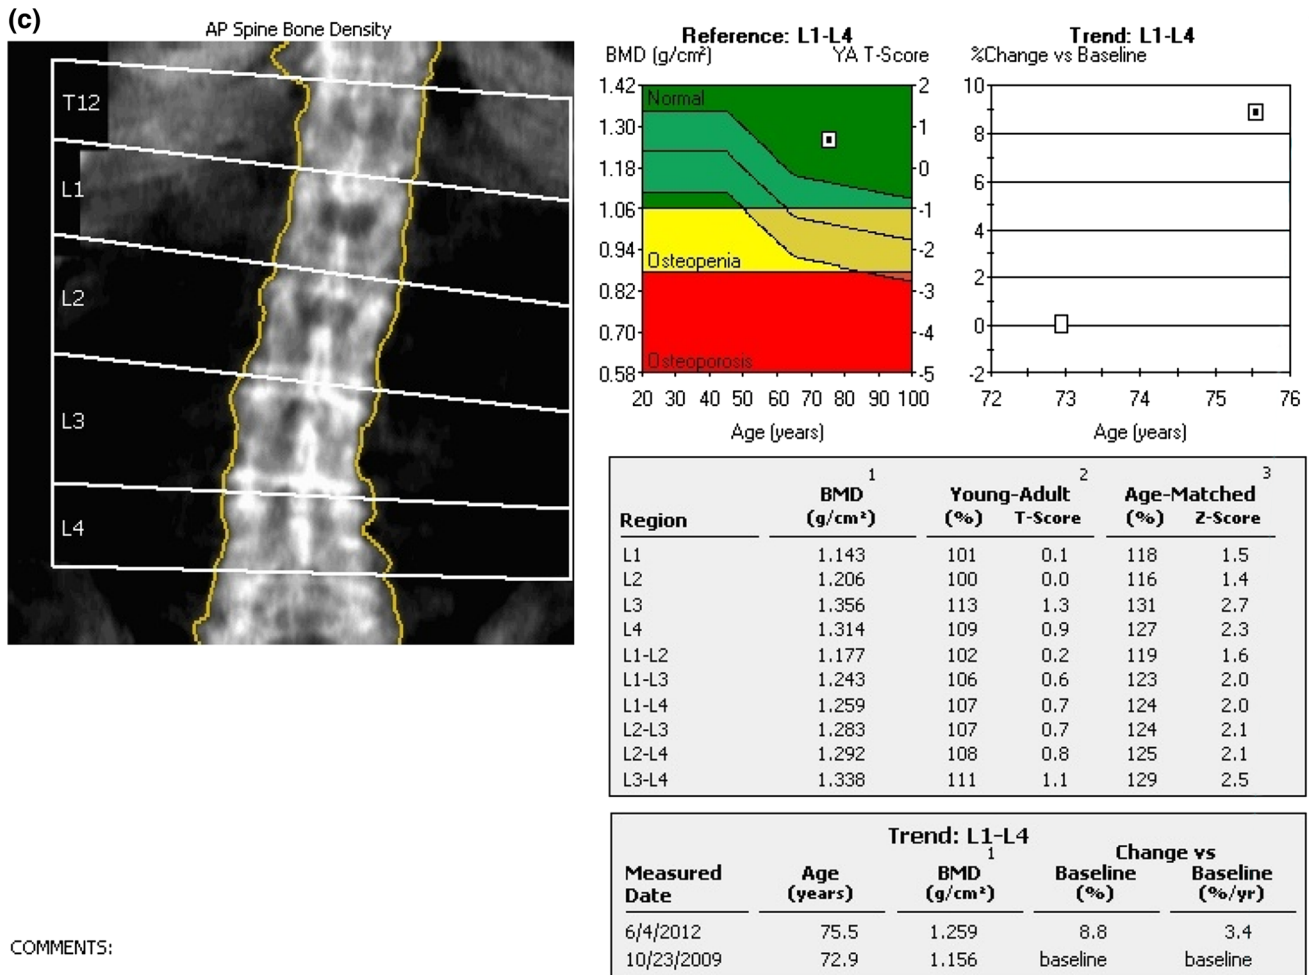 (c)
AP Spine Bone Density
T12
L1
L2
L3
L4
COMMENTS:
Reference: L1-L4
BMD (g/cm²) YA T-Score
1.42 2
Normal
1.30 1
1.18 0
1.06 -1
0.94 -2
Osteopenia
0.82 -3
0.70 -4
Osteoporosis
0.58 -5
20 30 40 50 60 70 80 90 100
Age (years)
Trend: L1-L4
%Change vs Baseline
10
8
6
4
2
0
-2
72 73 74 75 76
Age (years)
1 2 3
BMD Young-Adult Age-Matched
Region (g/cm²) (%) T-Score (%) Z-Score
L1 1.143 101 0.1 118 1.5
L2 1.206 100 0.0 116 1.4
L3 1.356 113 1.3 131 2.7
L4 1.314 109 0.9 127 2.3
L1-L2 1.177 102 0.2 119 1.6
L1-L3 1.243 106 0.6 123 2.0
L1-L4 1.259 107 0.7 124 2.0
L2-L3 1.283 107 0.7 124 2.1
L2-L4 1.292 108 0.8 125 2.1
L3-L4 1.338 111 1.1 129 2.5
Trend: L1-L4
1 Change vs
Measured Age BMD Baseline Baseline
Date (years) (g/cm²) (%) (%/yr)
6/4/2012 75.5 1.259 8.8 3.4
10/23/2009 72.9 1.156 baseline baseline